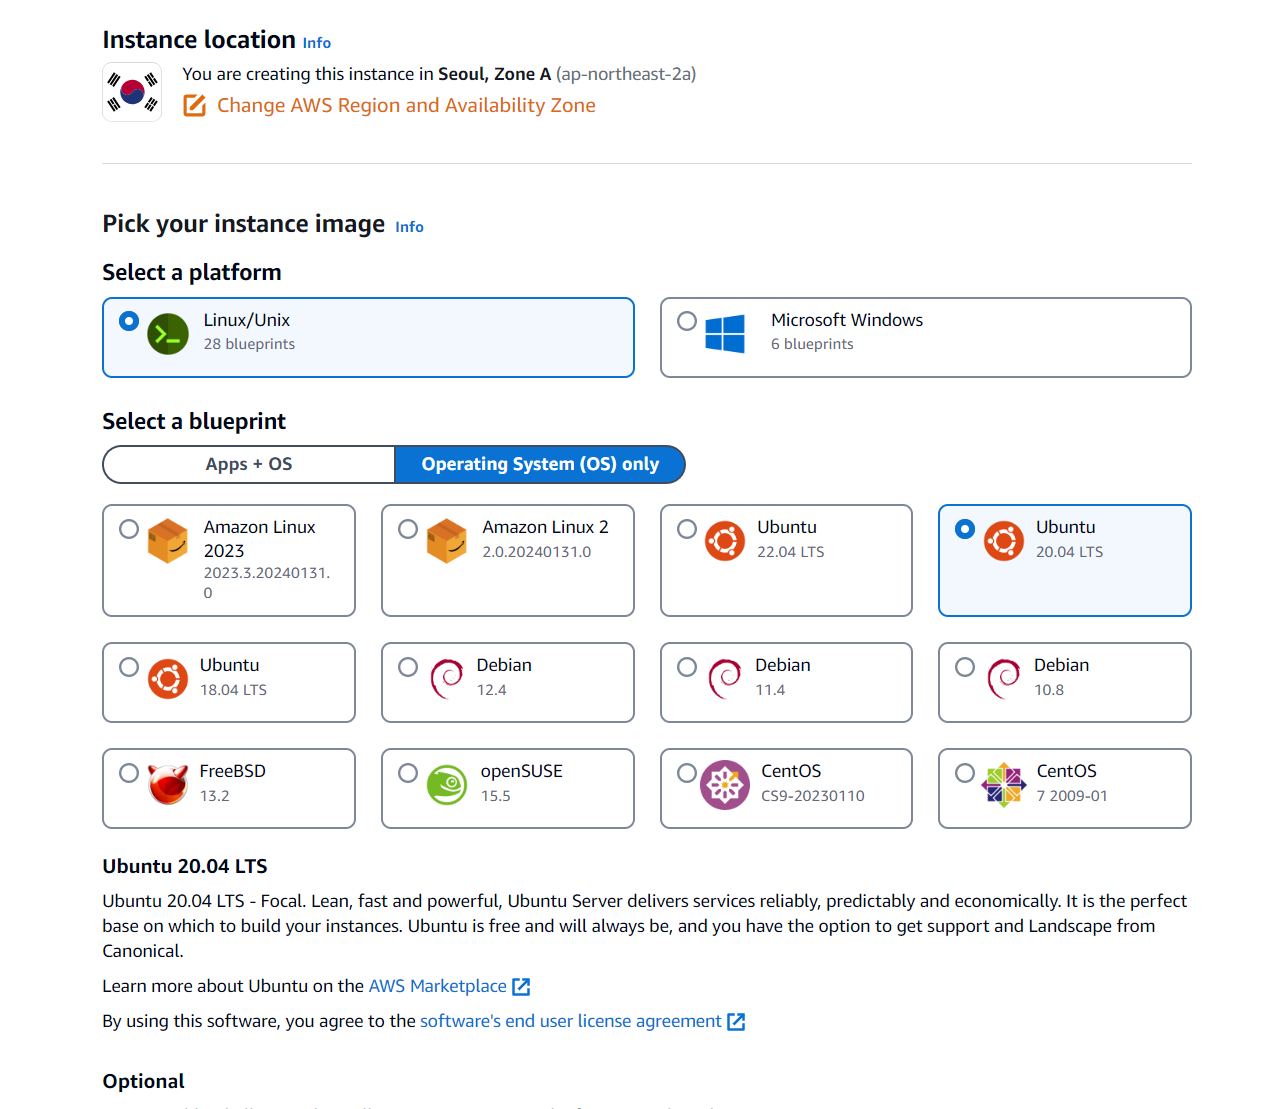 Instance location Info
You are creating this instance in Seoul, Zone A (ap-northeast-2a)
Change AWS Region and Availability Zone
Pick your instance image Info
Select a platform
Linux/Unix
28 blueprints
Microsoft Windows
6 blueprints
Select a blueprint
Apps + OS
Operating System (OS) only
Amazon Linux
2023
2023.3.20240131.
0
Amazon Linux 2
2.0.20240131.0
Ubuntu
22.04 LTS
Ubuntu
20.04 LTS
Ubuntu
18.04 LTS
Debian
12.4
Debian
11.4
Debian
10.8
FreeBSD
13.2
openSUSE
15.5
CentOS
CS9-20230110
CentOS
7 2009-01
Ubuntu 20.04 LTS
Ubuntu 20.04 LTS - Focal. Lean, fast and powerful, Ubuntu Server delivers services reliably, predictably and economically. It is the perfect
base on which to build your instances. Ubuntu is free and will always be, and you have the option to get support and Landscape from
Canonical.
Learn more about Ubuntu on the AWS Marketplace
By using this software, you agree to the software's end user license agreement
Optional